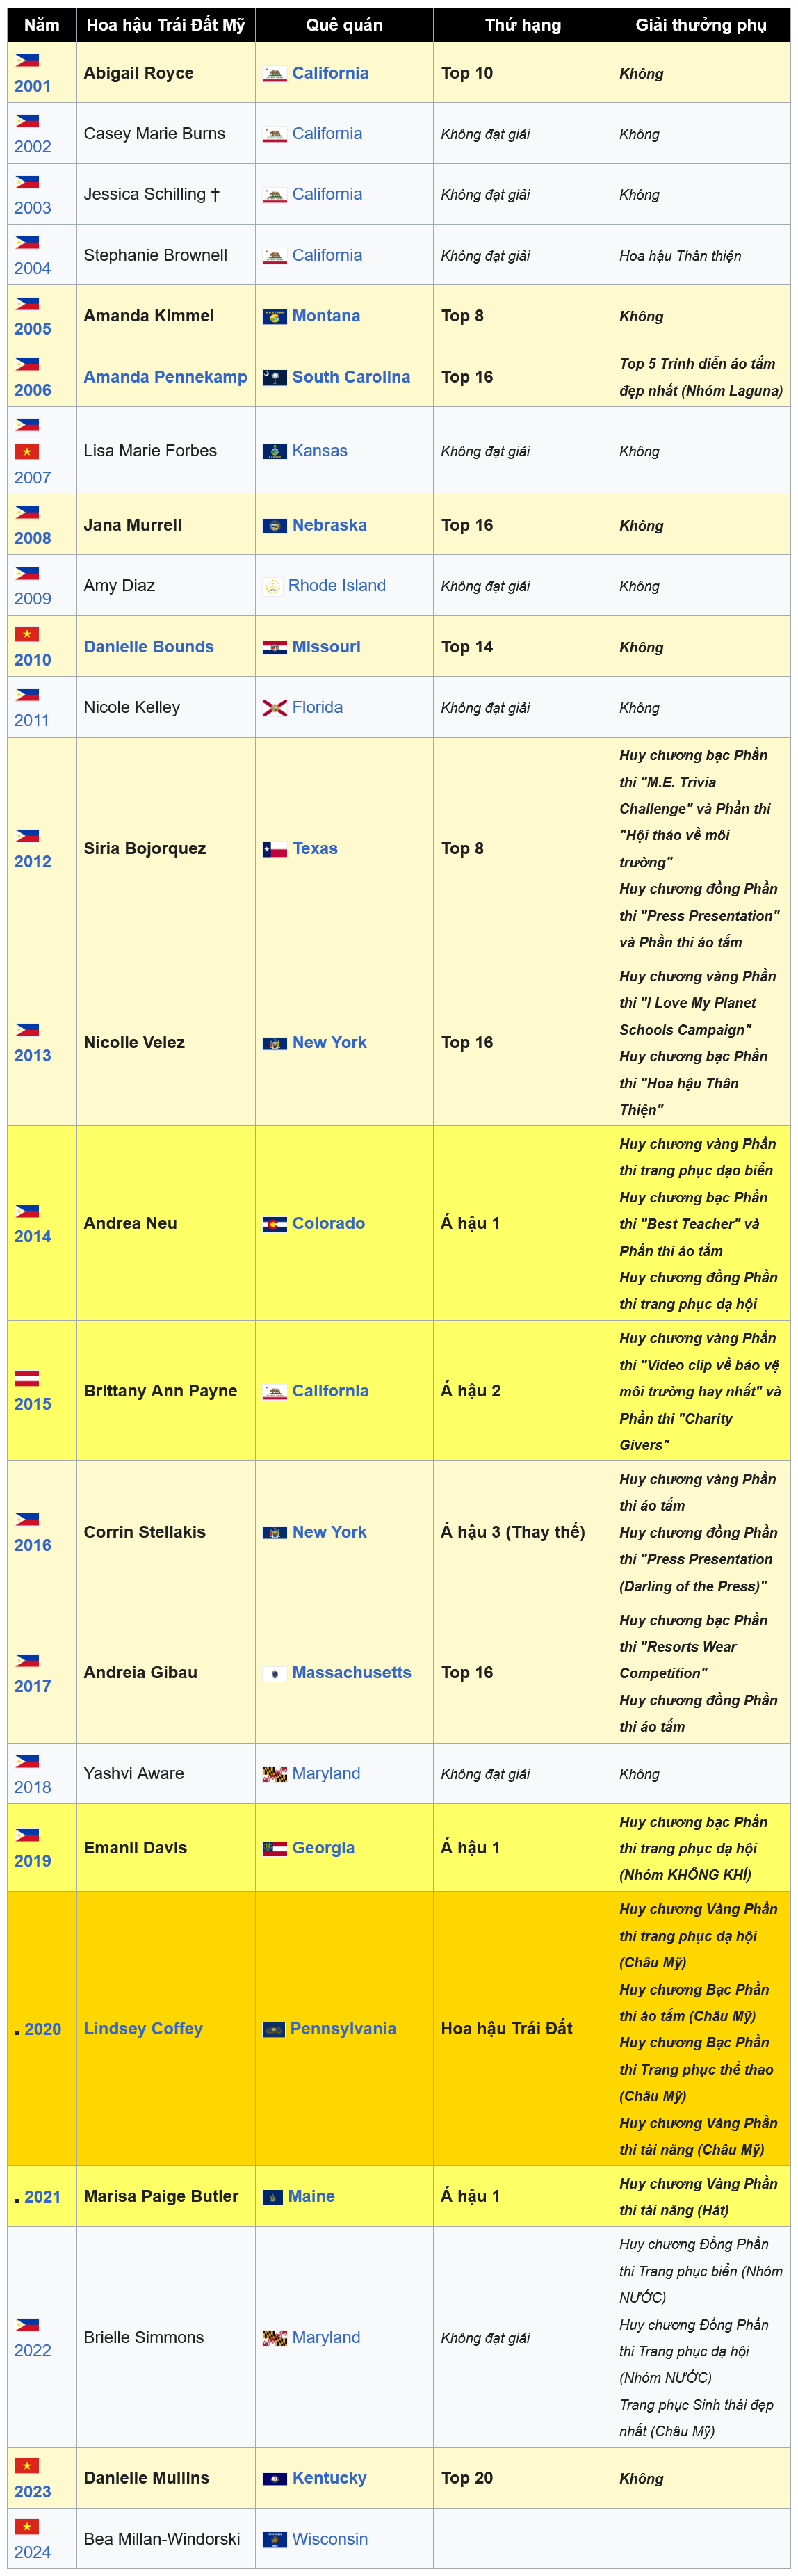 Năm Hoa hậu Trái Đất Mỹ Quê quán Thứ hạng Giải thưởng phụ
2001 Abigail Royce California Top 10 Không
2002 Casey Marie Burns California Không đạt giải Không
2003 Jessica Schilling † California Không đạt giải Không
2004 Stephanie Brownell California Không đạt giải Hoa hậu Thân thiện
2005 Amanda Kimmel Montana Top 8 Không
2006 Amanda Pennekamp South Carolina Top 16 Top 5 Trình diễn áo tắm
đẹp nhất (Nhóm Laguna)
2007 Lisa Marie Forbes Kansas Không đạt giải Không
2008 Jana Murrell Nebraska Top 16 Không
2009 Amy Diaz Rhode Island Không đạt giải Không
2010 Danielle Bounds Missouri Top 14 Không
2011 Nicole Kelley Florida Không đạt giải Không
2012 Siria Bojorquez Texas Top 8 Huy chương bạc Phần
thi "M.E. Trivia
Challenge" và Phần thi
"Hội thảo về môi
trường"
Huy chương đồng Phần
thi "Press Presentation"
và Phần thi áo tắm
2013 Nicolle Velez New York Top 16 Huy chương vàng Phần
thi "I Love My Planet
Schools Campaign"
Huy chương bạc Phần
thi "Hoa hậu Thân
Thiện"
2014 Andrea Neu Colorado Á hậu 1 Huy chương vàng Phần
thi trang phục dạo biển
Huy chương bạc Phần
thi "Best Teacher" và
Phần thi áo tắm
Huy chương đồng Phần
thi trang phục dạ hội
2015 Brittany Ann Payne California Á hậu 2 Huy chương vàng Phần
thi "Video clip về bảo vệ
môi trường hay nhất" và
Phần thi "Charity
Givers"
2016 Corrin Stellakis New York Á hậu 3 (Thay thế) Huy chương vàng Phần
thi áo tắm
Huy chương đồng Phần
thi "Press Presentation
(Darling of the Press)"
2017 Andreia Gibau Massachusetts Top 16 Huy chương bạc Phần
thi "Resorts Wear
Competition"
Huy chương đồng Phần
thi áo tắm
2018 Yashvi Aware Maryland Không đạt giải Không
2019 Emanii Davis Georgia Á hậu 1 Huy chương bạc Phần
thi trang phục dạ hội
(Nhóm KHÔNG KHÍ)
. 2020 Lindsey Coffey Pennsylvania Hoa hậu Trái Đất Huy chương Vàng Phần
thi trang phục dạ hội
(Châu Mỹ)
Huy chương Bạc Phần
thi áo tắm (Châu Mỹ)
Huy chương Bạc Phần
thi Trang phục thể thao
(Châu Mỹ)
Huy chương Vàng Phần
thi tài năng (Châu Mỹ)
. 2021 Marisa Paige Butler Maine Á hậu 1 Huy chương Vàng Phần
thi tài năng (Hát)
2022 Brielle Simmons Maryland Không đạt giải Huy chương Đồng Phần
thi Trang phục biển (Nhóm
NƯỚC)
Huy chương Đồng Phần
thi Trang phục dạ hội
(Nhóm NƯỚC)
Trang phục Sinh thái đẹp
nhất (Châu Mỹ)
2023 Danielle Mullins Kentucky Top 20 Không
2024 Bea Millan-Windorski Wisconsin